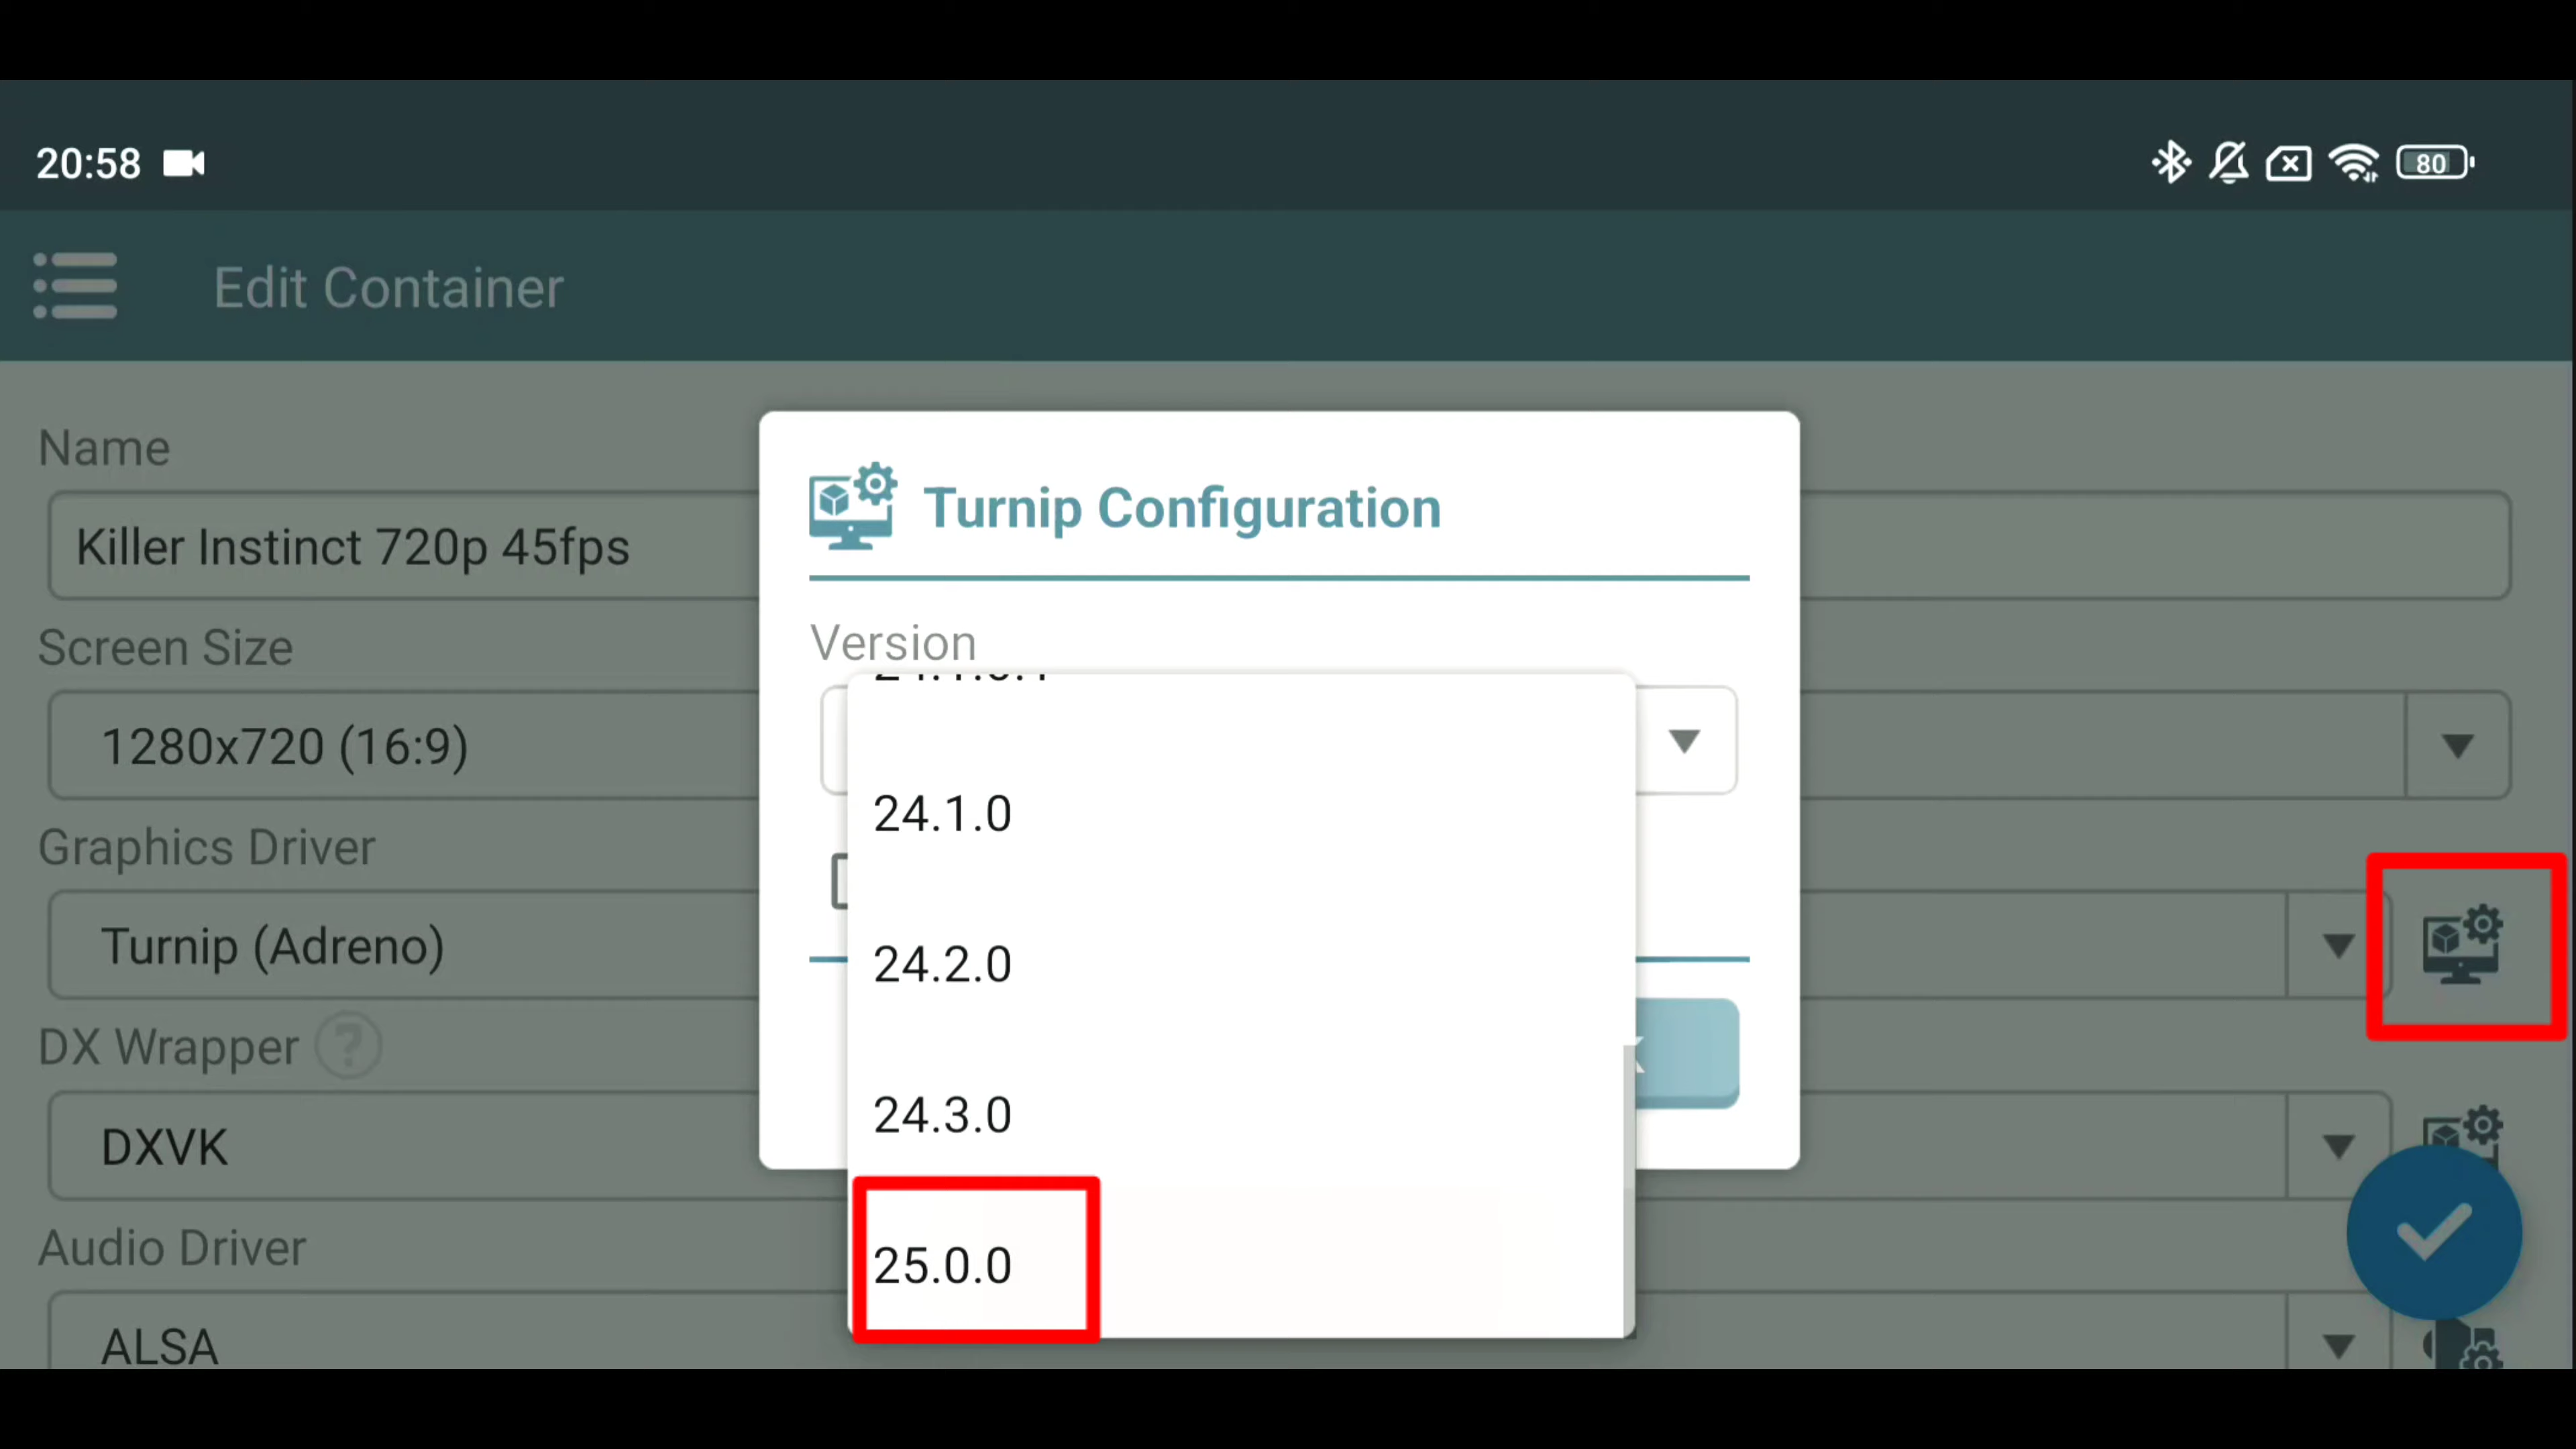 20:58
80
Edit Container
Name
Killer Instinct 720p 45fps
Screen Size
1280x720 (16:9)
Graphics Driver
Turnip (Adreno)
DX Wrapper ?
DXVK
Audio Driver
ALSA
Turnip Configuration
Version
24.1.0
24.2.0
24.3.0
25.0.0